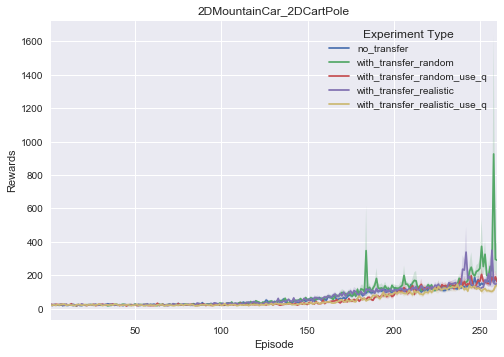 2DMountainCar_2DCartPole
Experiment Type
no_transfer
with_transfer_random
with_transfer_random_use_q
with_transfer_realistic
with_transfer_realistic_use_q
1600
1400
1200
1000
800
600
400
200
0
Rewards
50
100
150
200
250
Episode